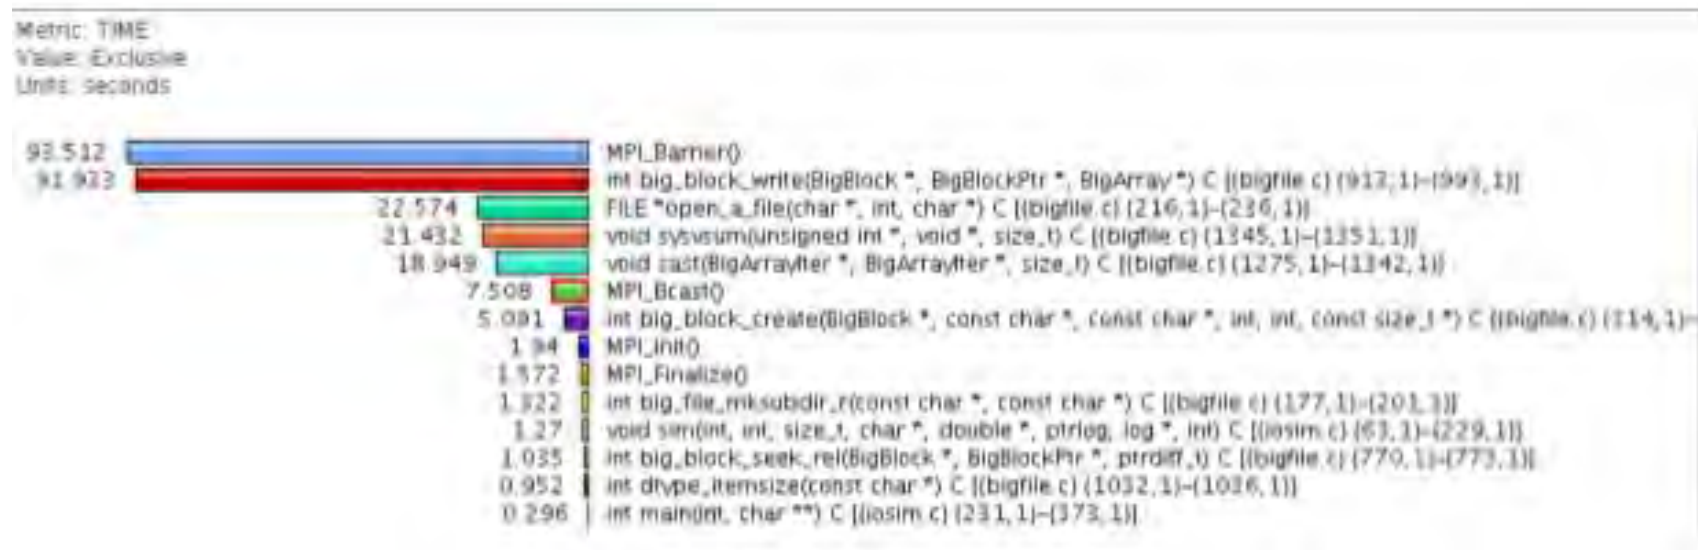 Metric: TIME
Value: Exclusive
Units: seconds
93.512 MPI_Barrier()
91.923 int big_block_write(BigBlock *, BigBlockPtr *, BigArray *) C [{bigfile.c} {913,1}-{993,1}]
22.574 FILE *open_a_file(char *, int, char *) C [{bigfile.c} {216,1}-{236,1}]
21.432 void sysvsum(unsigned int *, void *, size_t) C [{bigfile.c} {1345,1}-{1351,1}]
18.949 void cast(BigArrayIter *, BigArrayIter *, size_t) C [{bigfile.c} {1275,1}-{1342,1}]
7.508 MPI_Bcast()
5.091 int big_block_create(BigBlock *, const char *, const char *, int, int, const size_t *) C [{bigfile.c} {314,1}-
1.94 MPI_Init()
1.572 MPI_Finalize()
1.322 int big_file_mksubdir_r(const char *, const char *) C [{bigfile.c} {177,1}-{201,1}]
1.27 void sim(int, int, size_t, char *, double *, ptrlog, log *, int) C [{iosim.c} {63,1}-{229,1}]
1.035 int big_block_seek_rel(BigBlock *, BigBlockPtr *, ptrdiff_t) C [{bigfile.c} {770,1}-{773,1}]
0.952 int dtype_itemsize(const char *) C [{bigfile.c} {1032,1}-{1036,1}]
0.296 int main(int, char **) C [{iosim.c} {231,1}-{373,1}]